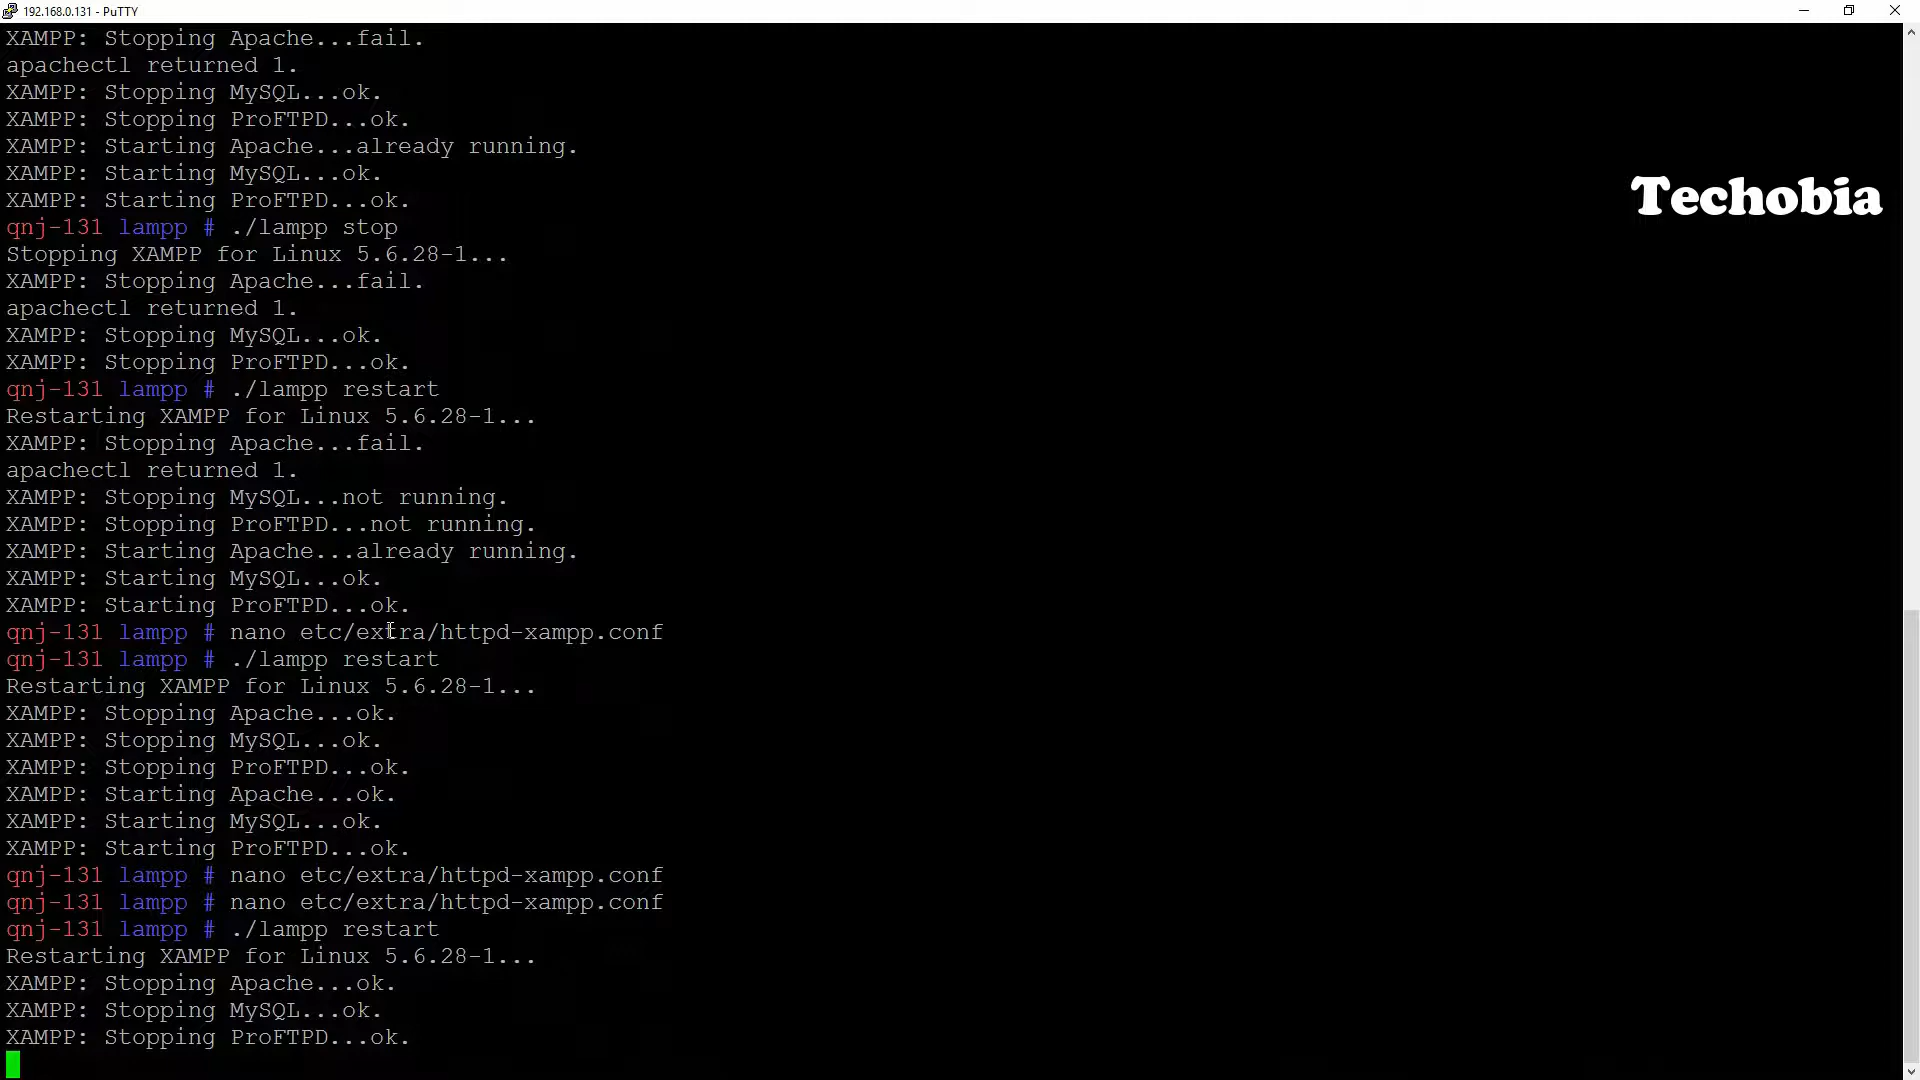 192.168.0.131 - PuTTY
XAMPP: Stopping Apache...fail.
apachectl returned 1.
XAMPP: Stopping MySQL...ok.
XAMPP: Stopping ProFTPD...ok.
XAMPP: Starting Apache...already running.
XAMPP: Starting MySQL...ok.
XAMPP: Starting ProFTPD...ok.
Techobia
qnj-131 lampp # ./lampp stop
Stopping XAMPP for Linux 5.6.28-1...
XAMPP: Stopping Apache...fail.
apachectl returned 1.
XAMPP: Stopping MySQL...ok.
XAMPP: Stopping ProFTPD...ok.
qnj-131 lampp # ./lampp restart
Restarting XAMPP for Linux 5.6.28-1...
XAMPP: Stopping Apache...fail.
apachectl returned 1.
XAMPP: Stopping MySQL...not running.
XAMPP: Stopping ProFTPD...not running.
XAMPP: Starting Apache...already running.
XAMPP: Starting MySQL...ok.
XAMPP: Starting ProFTPD...ok.
qnj-131 lampp # nano etc/extra/httpd-xampp.conf
qnj-131 lampp # ./lampp restart
Restarting XAMPP for Linux 5.6.28-1...
XAMPP: Stopping Apache...ok.
XAMPP: Stopping MySQL...ok.
XAMPP: Stopping ProFTPD...ok.
XAMPP: Starting Apache...ok.
XAMPP: Starting MySQL...ok.
XAMPP: Starting ProFTPD...ok.
qnj-131 lampp # nano etc/extra/httpd-xampp.conf
qnj-131 lampp # nano etc/extra/httpd-xampp.conf
qnj-131 lampp # ./lampp restart
Restarting XAMPP for Linux 5.6.28-1...
XAMPP: Stopping Apache...ok.
XAMPP: Stopping MySQL...ok.
XAMPP: Stopping ProFTPD...ok.